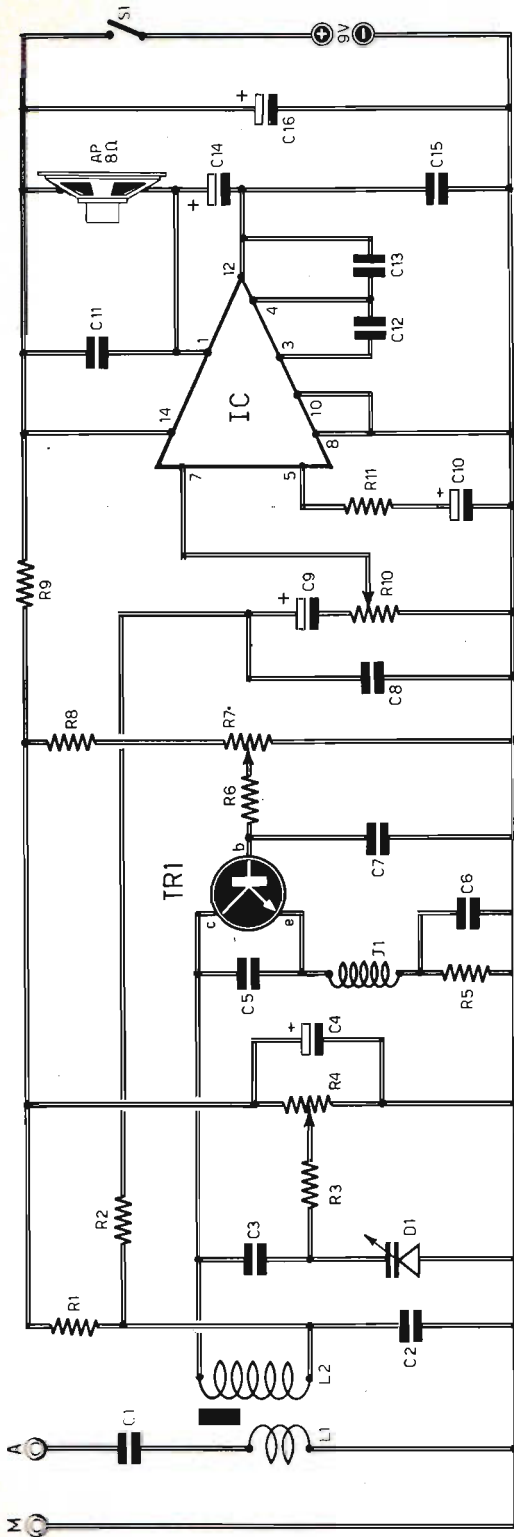 M
A
C1
L1
L2
R1
R2
C2
C3
D1
R3
R4
+
C4
C5
J1
R5
C6
TR1
c
b
e
C7
R6
R7
R8
R9
C8
+
C9
R10
7
5
R11
+
C10
IC
14
1
12
4
3
10
8
C11
C12
C13
AP
8Ω
+
C14
C15
+
C16
S1
+
9V
-